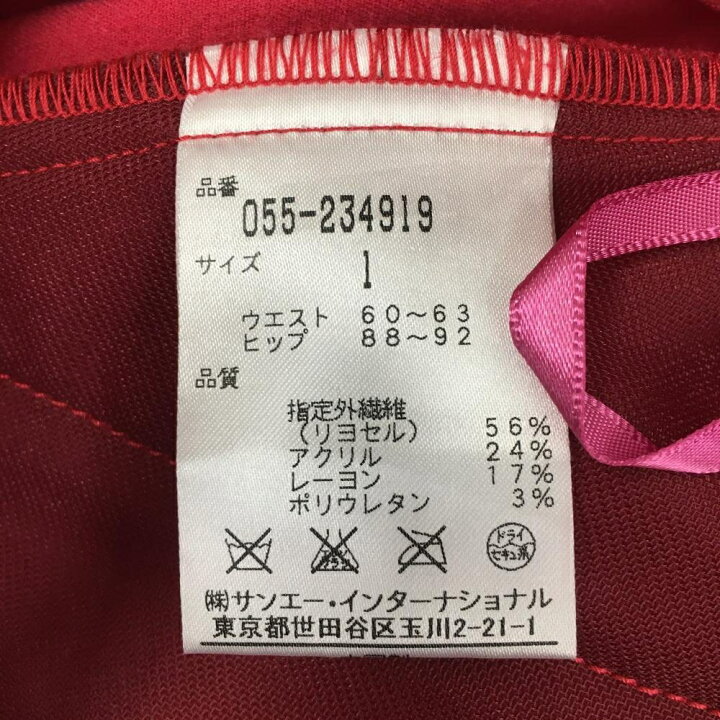 品番
055-234919
サイズ 1
ウエスト 60〜63
ヒップ 88〜92
品質
指定外繊維
(リヨセル) 56%
アクリル 24%
レーヨン 17%
ポリウレタン 3%
ドライ
セキユ系
㈱サンエー・インターナショナル
東京都世田谷区玉川2-21-1